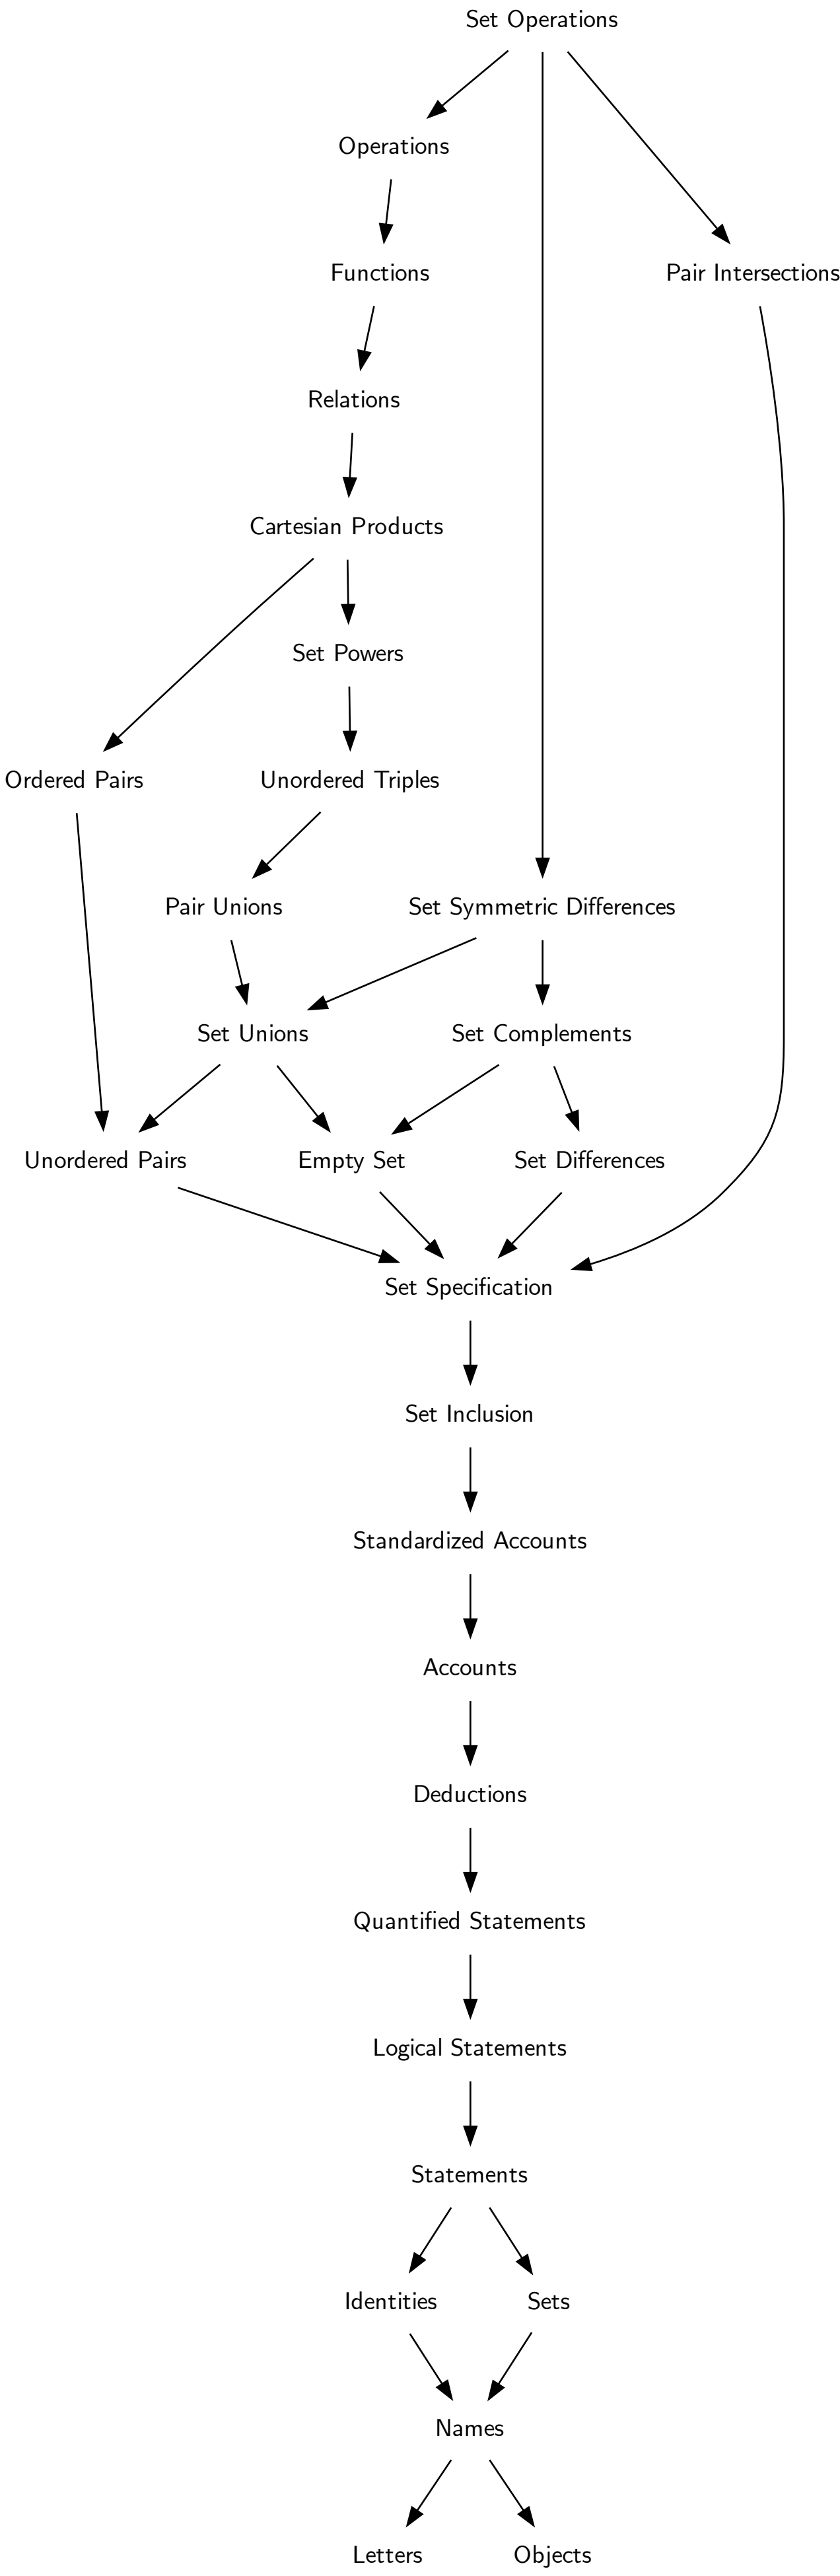 Set Operations
Operations
Functions
Pair Intersections
Relations
Cartesian Products
Set Powers
Ordered Pairs
Unordered Triples
Pair Unions
Set Symmetric Differences
Set Unions
Set Complements
Unordered Pairs
Empty Set
Set Differences
Set Specification
Set Inclusion
Standardized Accounts
Accounts
Deductions
Quantified Statements
Logical Statements
Statements
Identities
Sets
Names
Letters
Objects